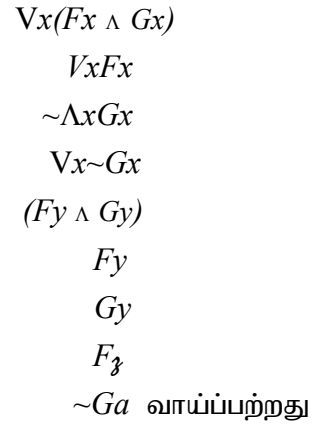 Vx(Fx ∧ Gx)
VxFx
~ΛxGx
Vx~Gx
(Fy ∧ Gy)
Fy
Gy
Fz
~Ga வாய்ப்பற்றது